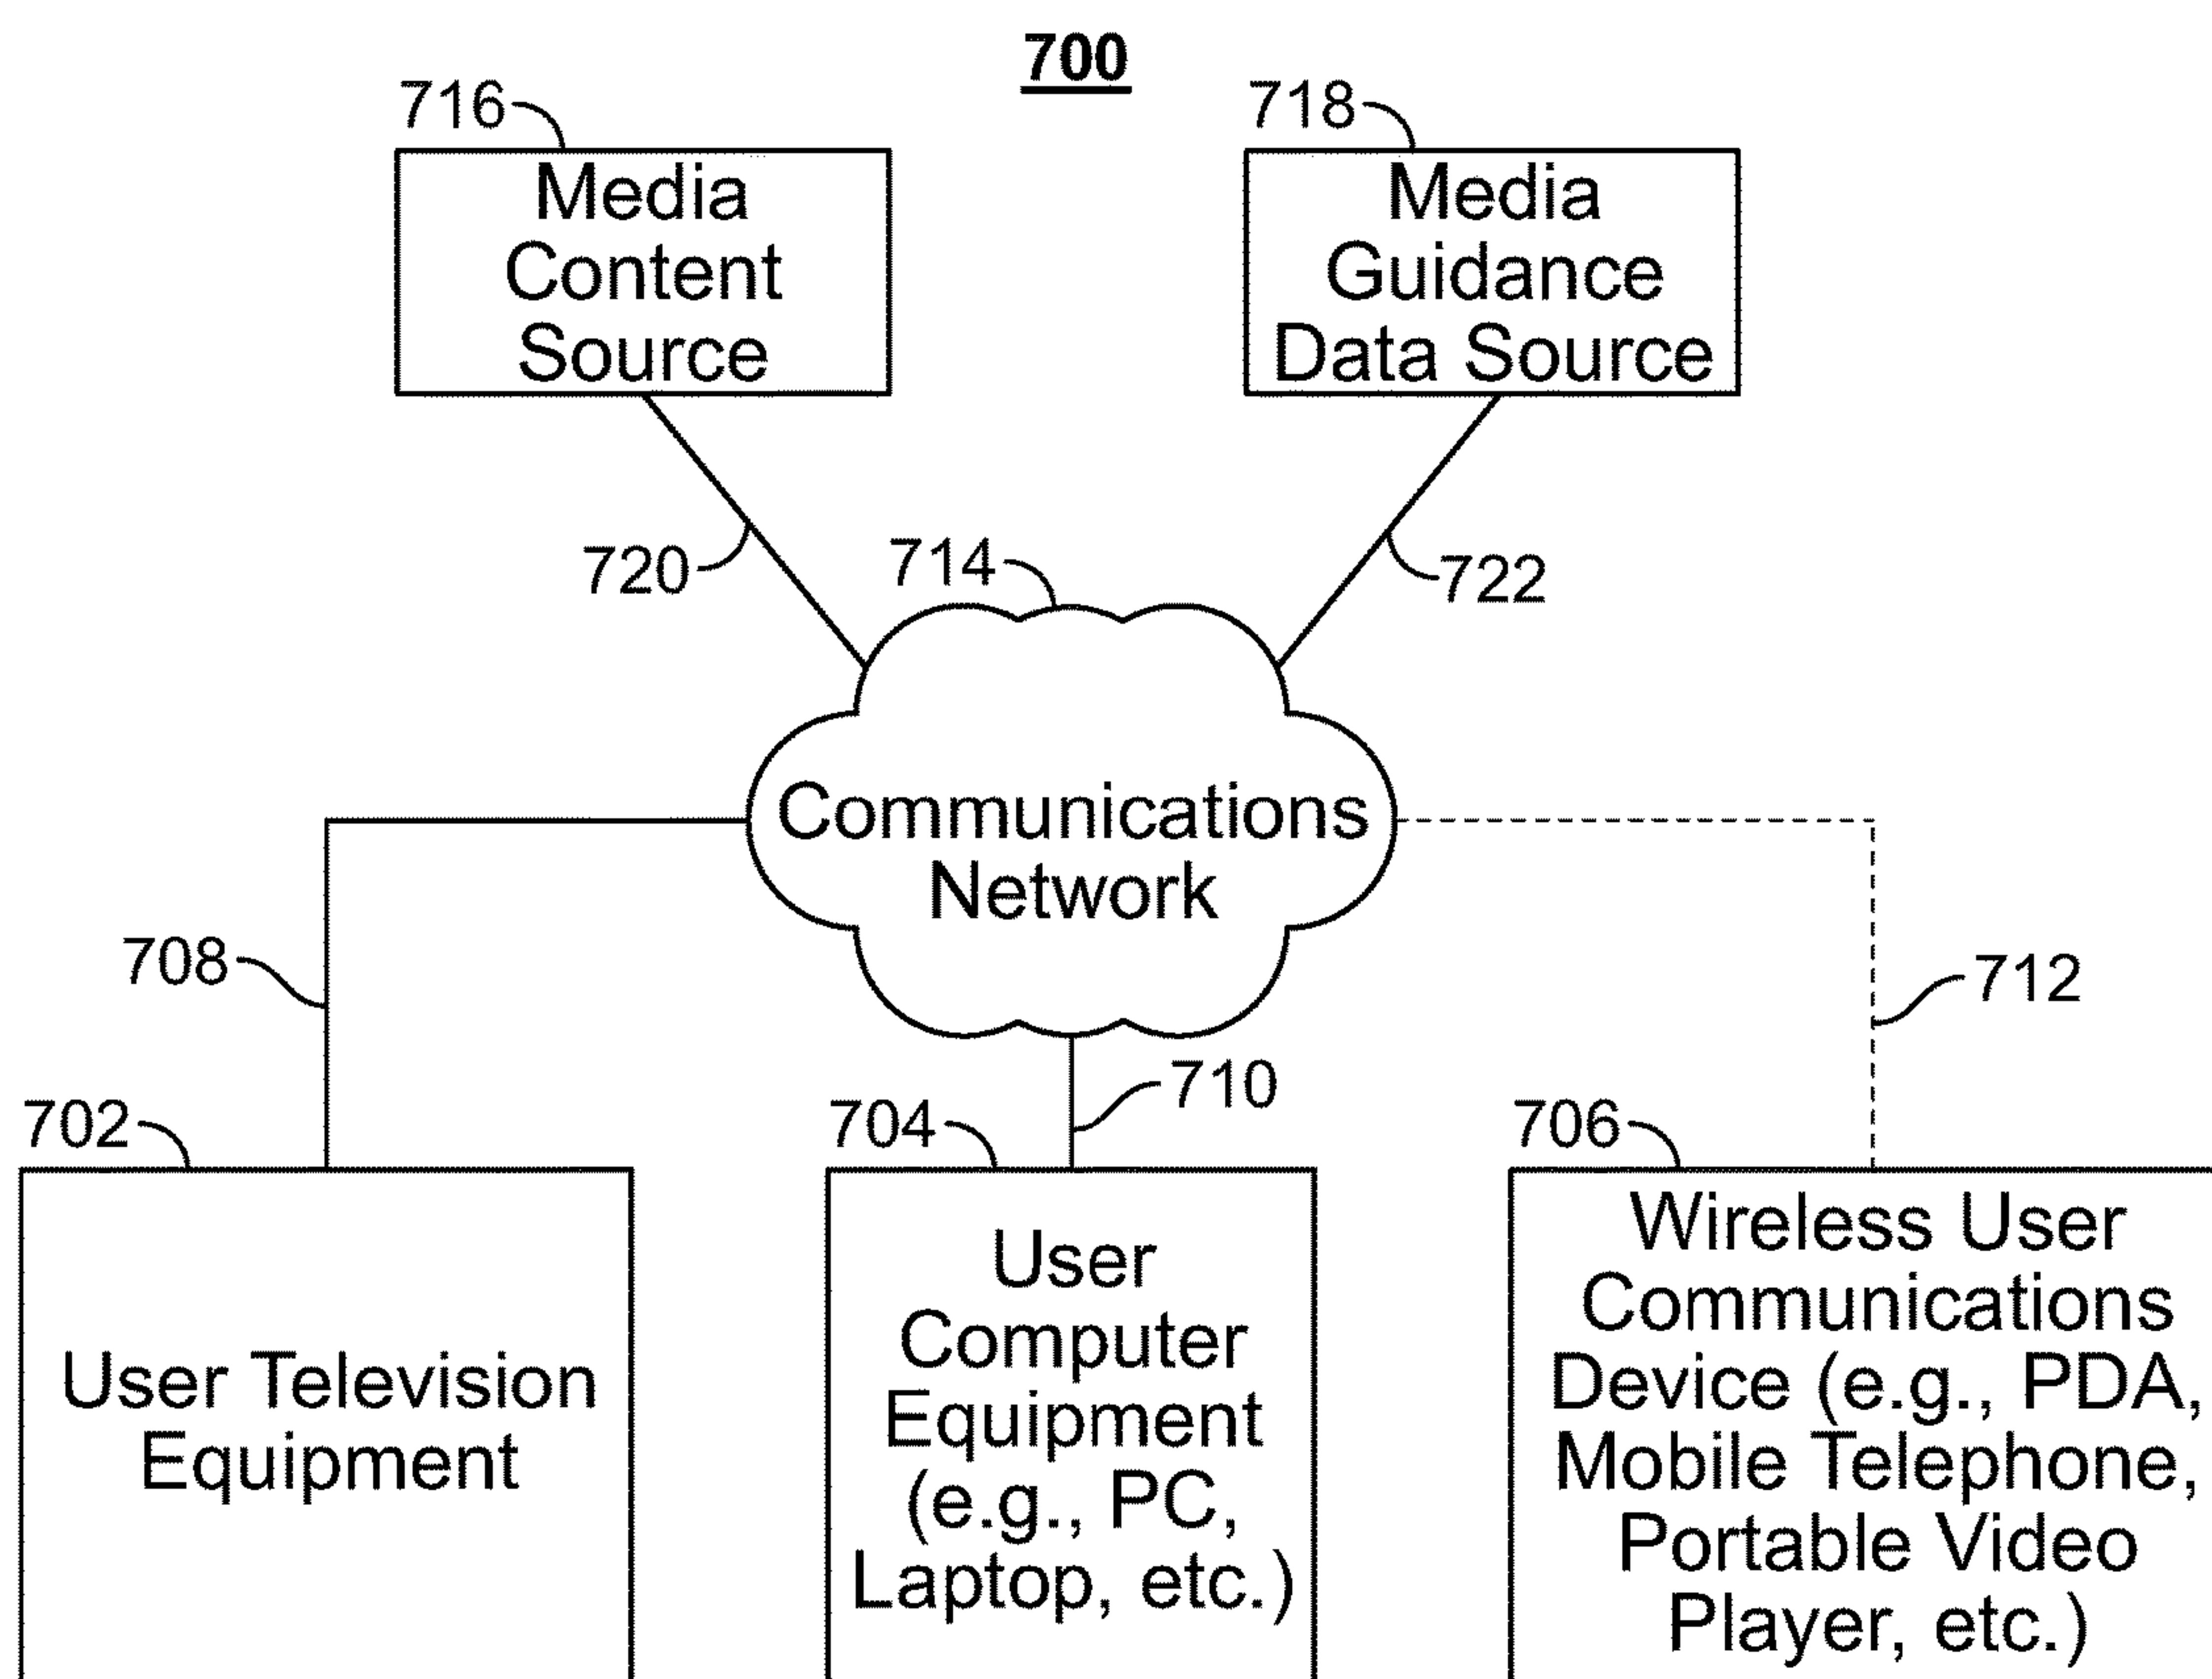 700
716
718
Media
Content
Source
Media
Guidance
Data Source
720
714
722
Communications
Network
708
712
710
702
704
706
User Television
Equipment
User
Computer
Equipment
(e.g., PC,
Laptop, etc.)
Wireless User
Communications
Device (e.g., PDA,
Mobile Telephone,
Portable Video
Player, etc.)